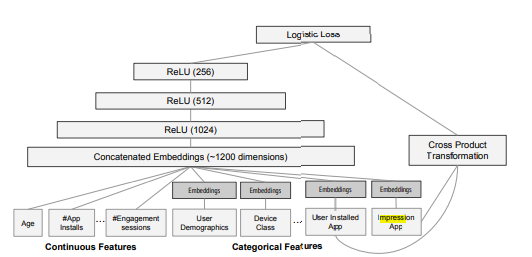 Logistic Loss
ReLU (256)
ReLU (512)
ReLU (1024)
Concatenated Embeddings (~1200 dimensions)
Cross Product
Transformation
Embeddings
Embeddings
Embeddings
Embeddings
Age
#App
Installs
...
#Engagement
sessions
User
Demographics
Device
Class
...
User Installed
App
Impression
App
Continuous Features
Categorical Features